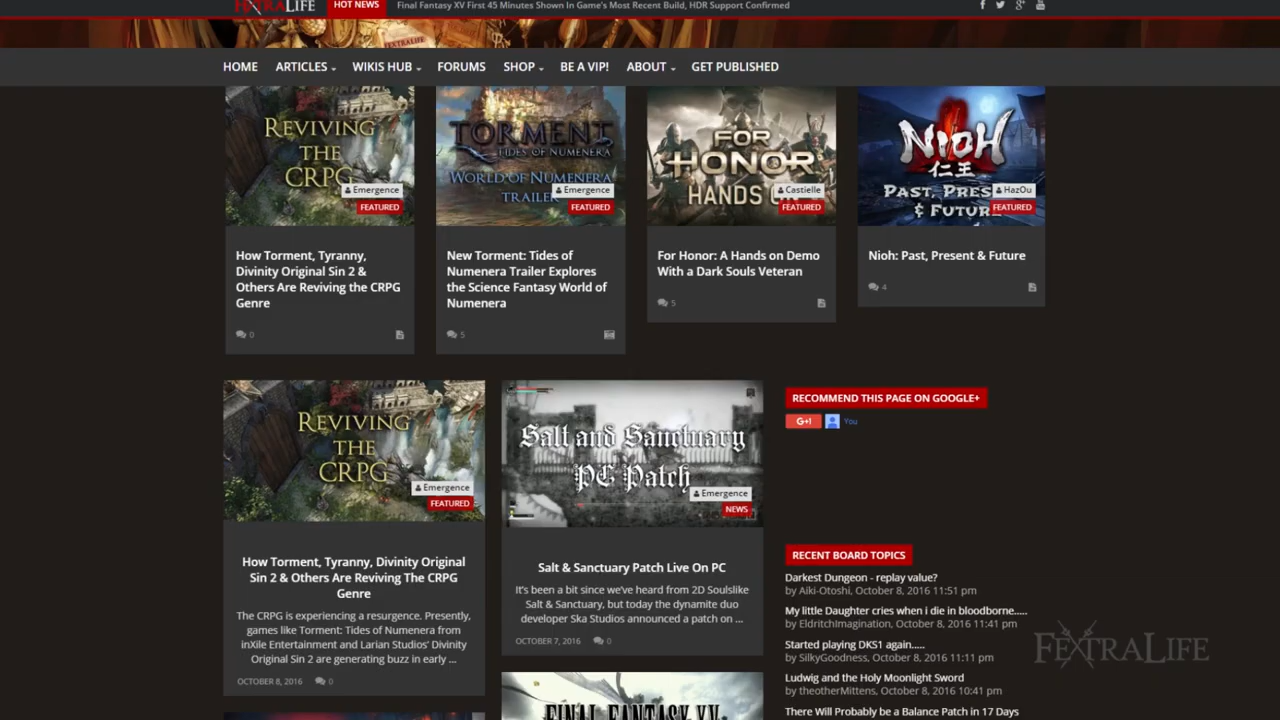 FEXTRALIFE
HOT NEWS
Final Fantasy XV First 45 Minutes Shown In Game's Most Recent Build, HDR Support Confirmed
FEXTRALIFE
HOME
ARTICLES
WIKIS HUB
FORUMS
SHOP
BE A VIP!
ABOUT
GET PUBLISHED
REVIVING
THE
CRPG
Emergence
FEATURED
How Torment, Tyranny,
Divinity Original Sin 2 &
Others Are Reviving the CRPG
Genre
0
TORMENT
TIDES OF NUMENERA
WORLD OF NUMENERA
TRAILER
Emergence
FEATURED
New Torment: Tides of
Numenera Trailer Explores
the Science Fantasy World of
Numenera
5
FOR
HONOR
HANDS
Castielle
FEATURED
For Honor: A Hands on Demo
With a Dark Souls Veteran
5
NIOH
仁王
PAST, PRES
& FUTUR
HazOu
FEATURED
Nioh: Past, Present & Future
4
REVIVING
THE
CRPG
Emergence
FEATURED
How Torment, Tyranny, Divinity Original
Sin 2 & Others Are Reviving The CRPG
Genre
The CRPG is experiencing a resurgence. Presently,
games like Torment: Tides of Numenera from
inXile Entertainment and Larian Studios' Divinity
Original Sin 2 are generating buzz in early ...
OCTOBER 8, 2016
0
Salt and Sanctuary
PC Patch
Emergence
NEWS
Salt & Sanctuary Patch Live On PC
It's been a bit since we've heard from 2D Soulslike
Salt & Sanctuary, but today the dynamite duo
developer Ska Studios announced a patch on ...
OCTOBER 7, 2016
0
FINAL FANTASY XV
RECOMMEND THIS PAGE ON GOOGLE+
G+1
You
RECENT BOARD TOPICS
Darkest Dungeon - replay value?
by Aiki-Otoshi, October 8, 2016 11:51 pm
My little Daughter cries when i die in bloodborne.....
by EldritchImagination, October 8, 2016 11:41 pm
Started playing DKS1 again.....
by SilkyGoodness, October 8, 2016 11:11 pm
Ludwig and the Holy Moonlight Sword
by theotherMittens, October 8, 2016 10:41 pm
There Will Probably be a Balance Patch in 17 Days
FEXTRALIFE